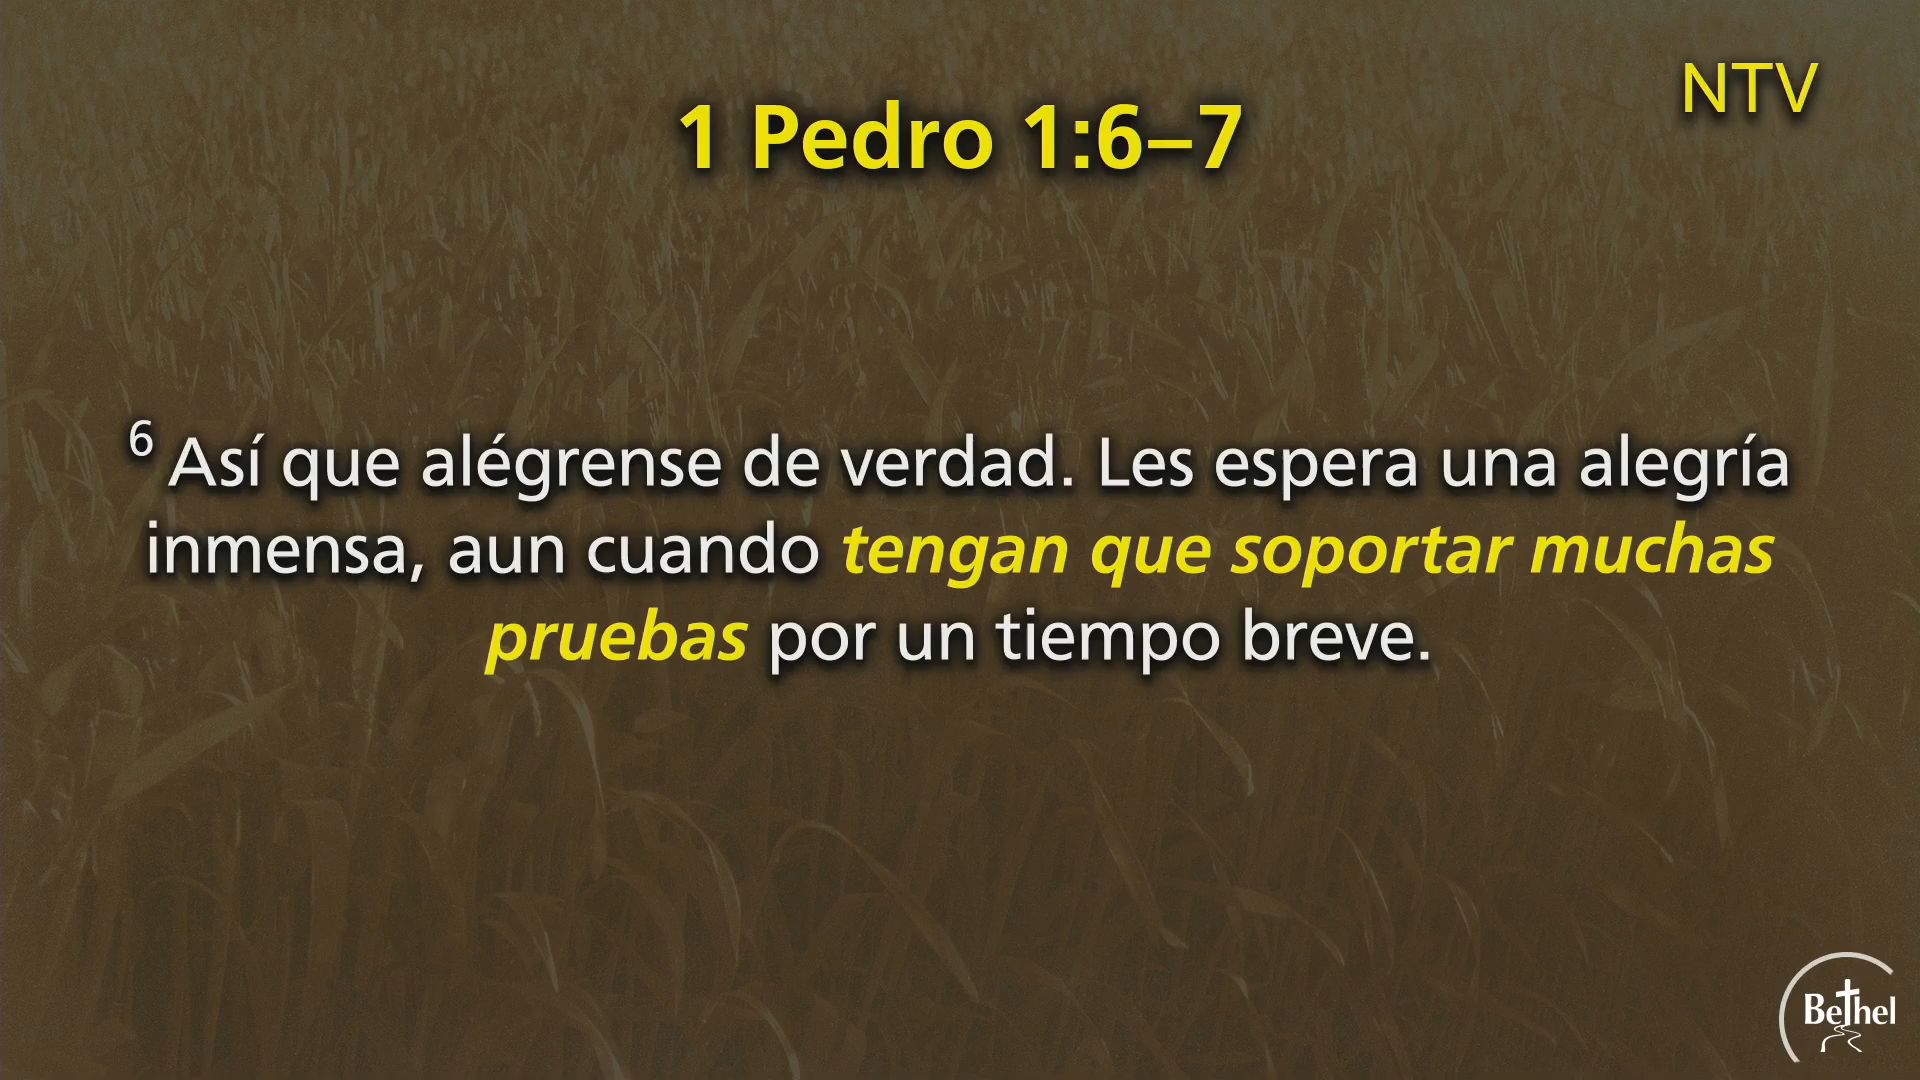 NTV
1 Pedro 1:6–7
6 Así que alégrense de verdad. Les espera una alegría
inmensa, aun cuando tengan que soportar muchas
pruebas por un tiempo breve.
Bethel